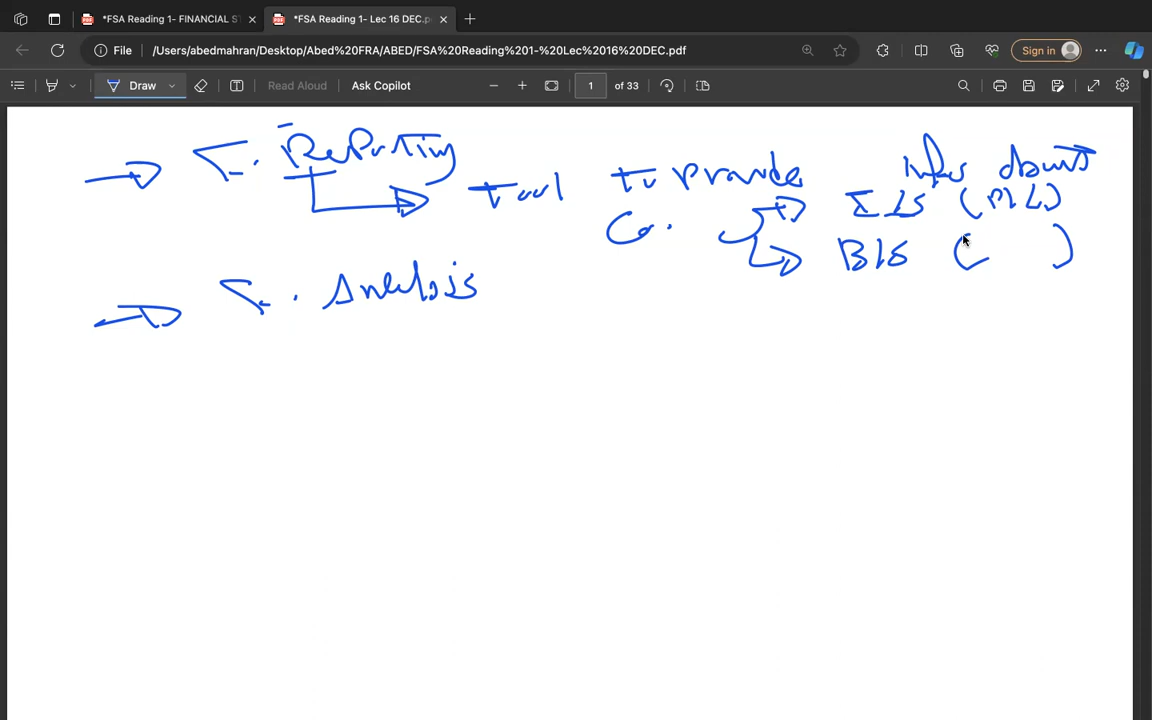 *FSA Reading 1- FINANCIAL S
*FSA Reading 1- Lec 16 DEC.p
File /Users/abedmahran/Desktop/Abed%20FRA/ABED/FSA%20Reading%201-%20Lec%2016%20DEC.pdf Sign in
Draw Read Aloud Ask Copilot 1 of 33
F. Reporting tool to provide infos about
Co. I/S (P/L)
B/S ( )
F. Analysis